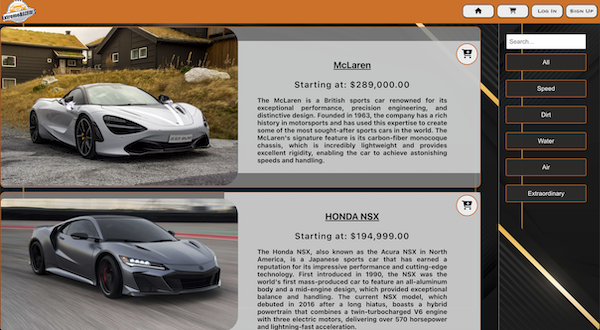 ExtremeRIDERS
Log In
Sign Up
McLaren
Starting at: $289,000.00
The McLaren is a British sports car renowned for its
exceptional performance, precision engineering, and
distinctive design. Founded in 1963, the company has a
rich history in motorsports and has used this expertise to create
some of the most sought-after sports cars in the world. The
McLaren's signature feature is its carbon-fiber monocoque
chassis, which is incredibly lightweight and provides
excellent rigidity, enabling the car to achieve astonishing
speeds and handling.
Search...
All
Speed
Dirt
Water
Air
Extraordinary
HONDA NSX
Starting at: $194,999.00
The Honda NSX, also known as the Acura NSX in North
America, is a Japanese sports car that has earned a
reputation for its impressive performance and cutting-edge
technology. First introduced in 1990, the NSX was the
world's first mass-produced car to feature an all-aluminum
body and a mid-engine design, which provided exceptional
balance and handling. The current NSX model, which
debuted in 2016 after a long hiatus, boasts a hybrid
powertrain that combines a twin-turbocharged V6 engine
with three electric motors, delivering over 570 horsepower
and lightning-fast acceleration.